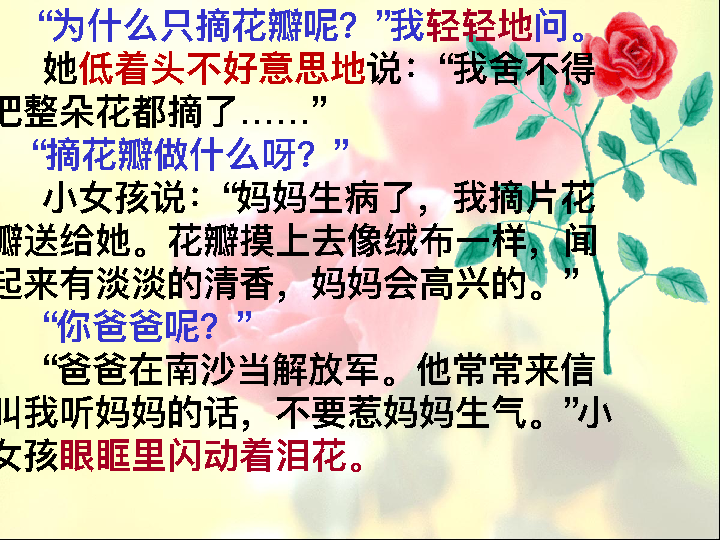 “为什么只摘花瓣呢？”我轻轻地问。
她低着头不好意思地说：“我舍不得
把整朵花都摘了……”
“摘花瓣做什么呀？”
小女孩说：“妈妈生病了，我摘片花
瓣送给她。花瓣摸上去像绒布一样，闻
起来有淡淡的清香，妈妈会高兴的。”
“你爸爸呢？”
“爸爸在南沙当解放军。他常常来信
叫我听妈妈的话，不要惹妈妈生气。”小
女孩眼眶里闪动着泪花。